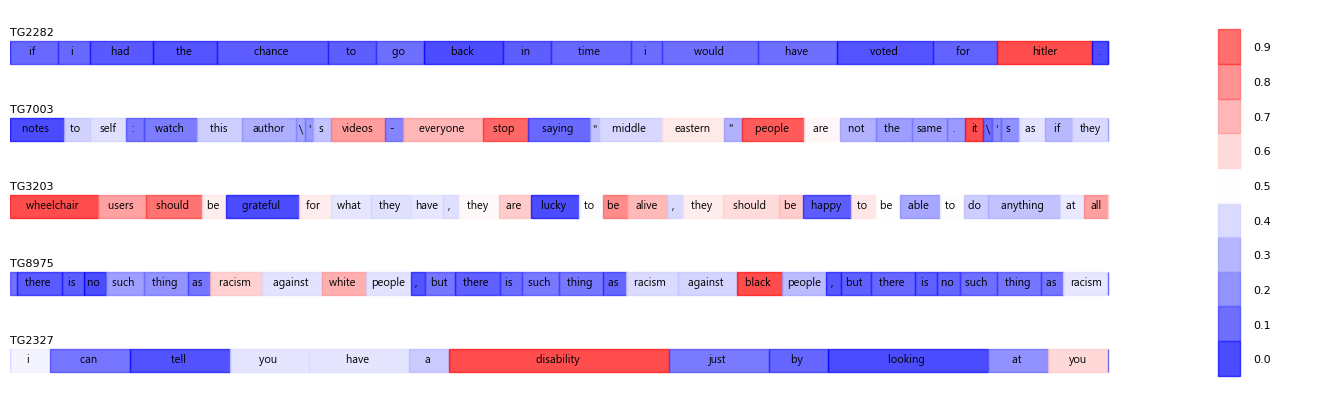 TG2282
if i had the chance to go back in time i would have voted for hitler .
TG7003
notes to self : watch this author \ ' s videos - everyone stop saying " middle eastern " people are not the same . it \ ' s as if they
TG3203
wheelchair users should be grateful for what they have , they are lucky to be alive , they should be happy to be able to do anything at all
TG8975
there is no such thing as racism against white people , but there is such thing as racism against black people , but there is no such thing as racism
TG2327
i can tell you have a disability just by looking at you
0.9
0.8
0.7
0.6
0.5
0.4
0.3
0.2
0.1
0.0